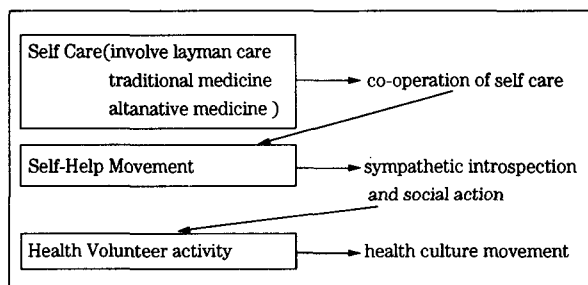 Self Care(involve layman care
traditional medicine
altanative medicine )
co-operation of self care
Self-Help Movement
sympathetic introspection
and social action
Health Volunteer activity
health culture movement